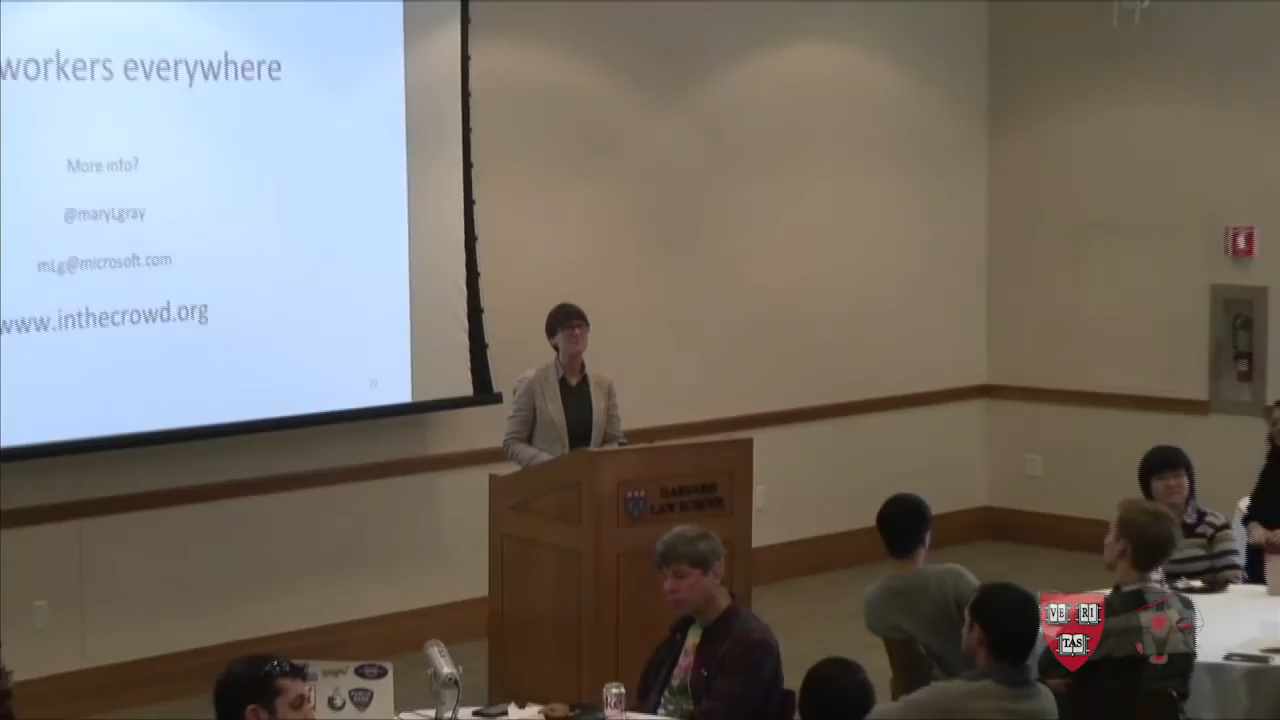 workers everywhere
More info?
@maryLgray
mLg@microsoft.com
www.inthecrowd.org
HARVARD
LAW SCHOOL
VE RI
TAS